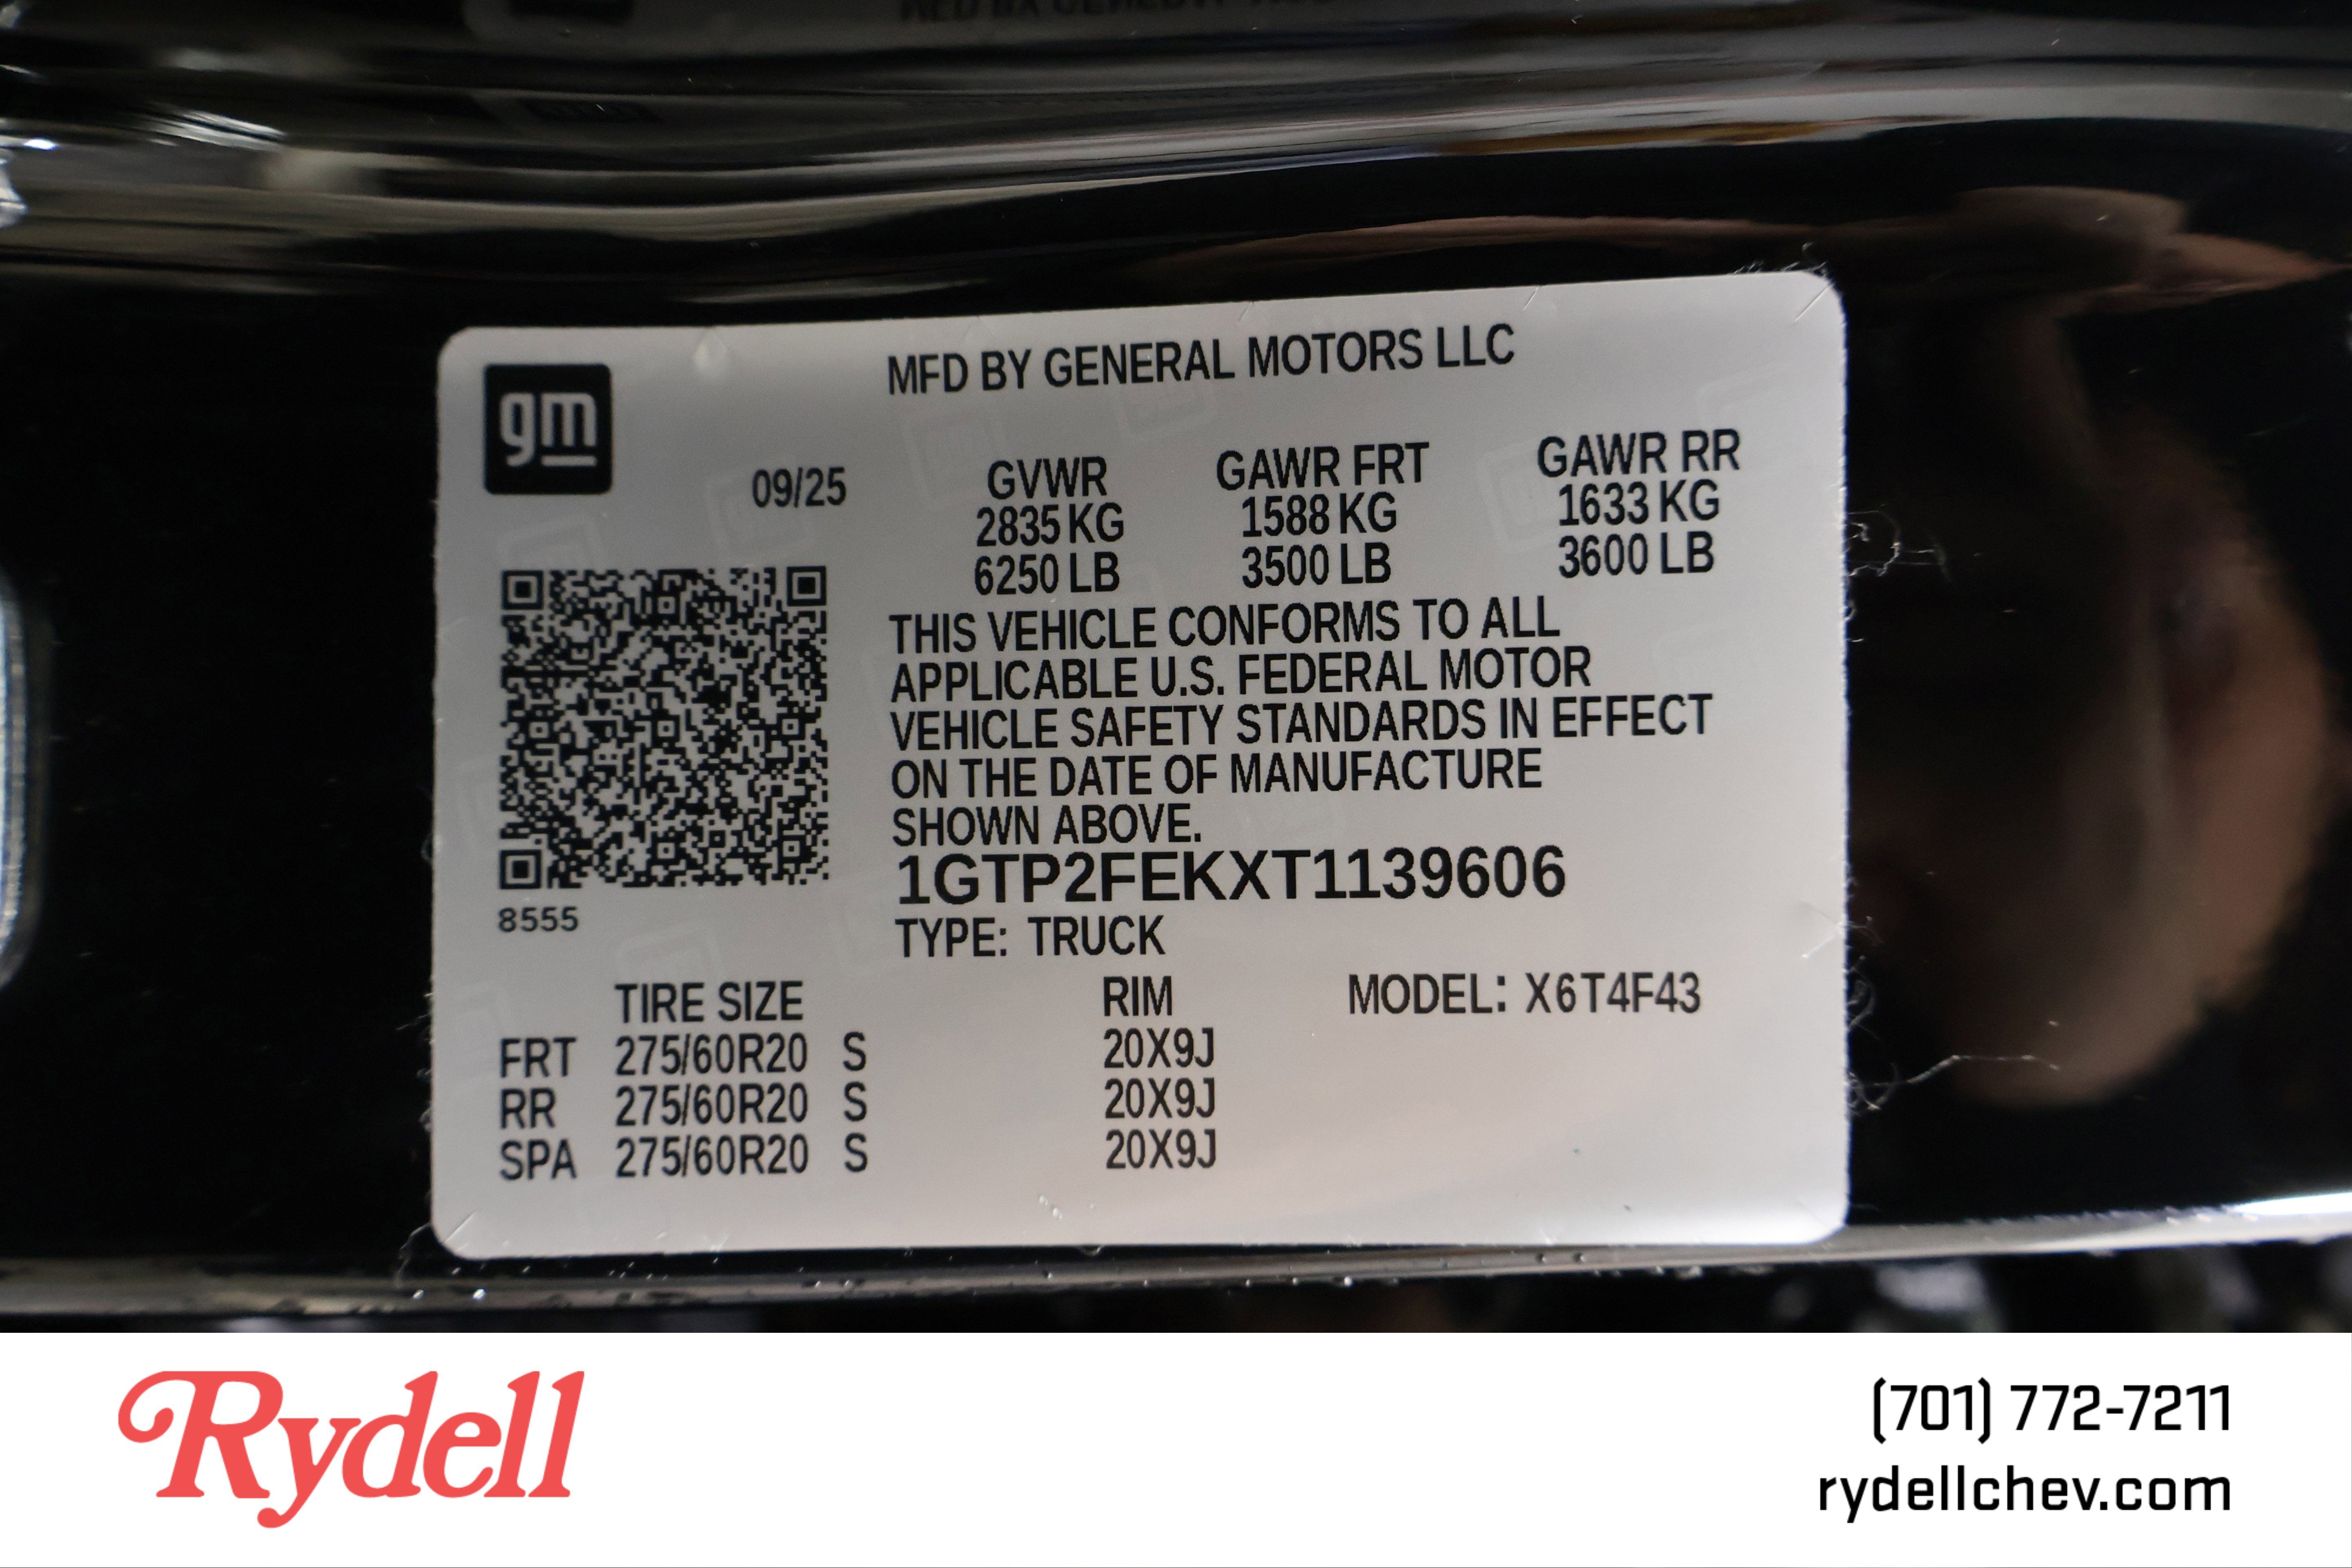 gm
MFD BY GENERAL MOTORS LLC
09/25
GVWR GAWR FRT GAWR RR
2835 KG 1588 KG 1633 KG
6250 LB 3500 LB 3600 LB
THIS VEHICLE CONFORMS TO ALL
APPLICABLE U.S. FEDERAL MOTOR
VEHICLE SAFETY STANDARDS IN EFFECT
ON THE DATE OF MANUFACTURE
SHOWN ABOVE.
1GTP2FEKXT1139606
8555
TYPE: TRUCK
TIRE SIZE RIM MODEL: X6T4F43
FRT 275/60R20 S 20X9J
RR 275/60R20 S 20X9J
SPA 275/60R20 S 20X9J
Rydell
(701) 772-7211
rydellchev.com